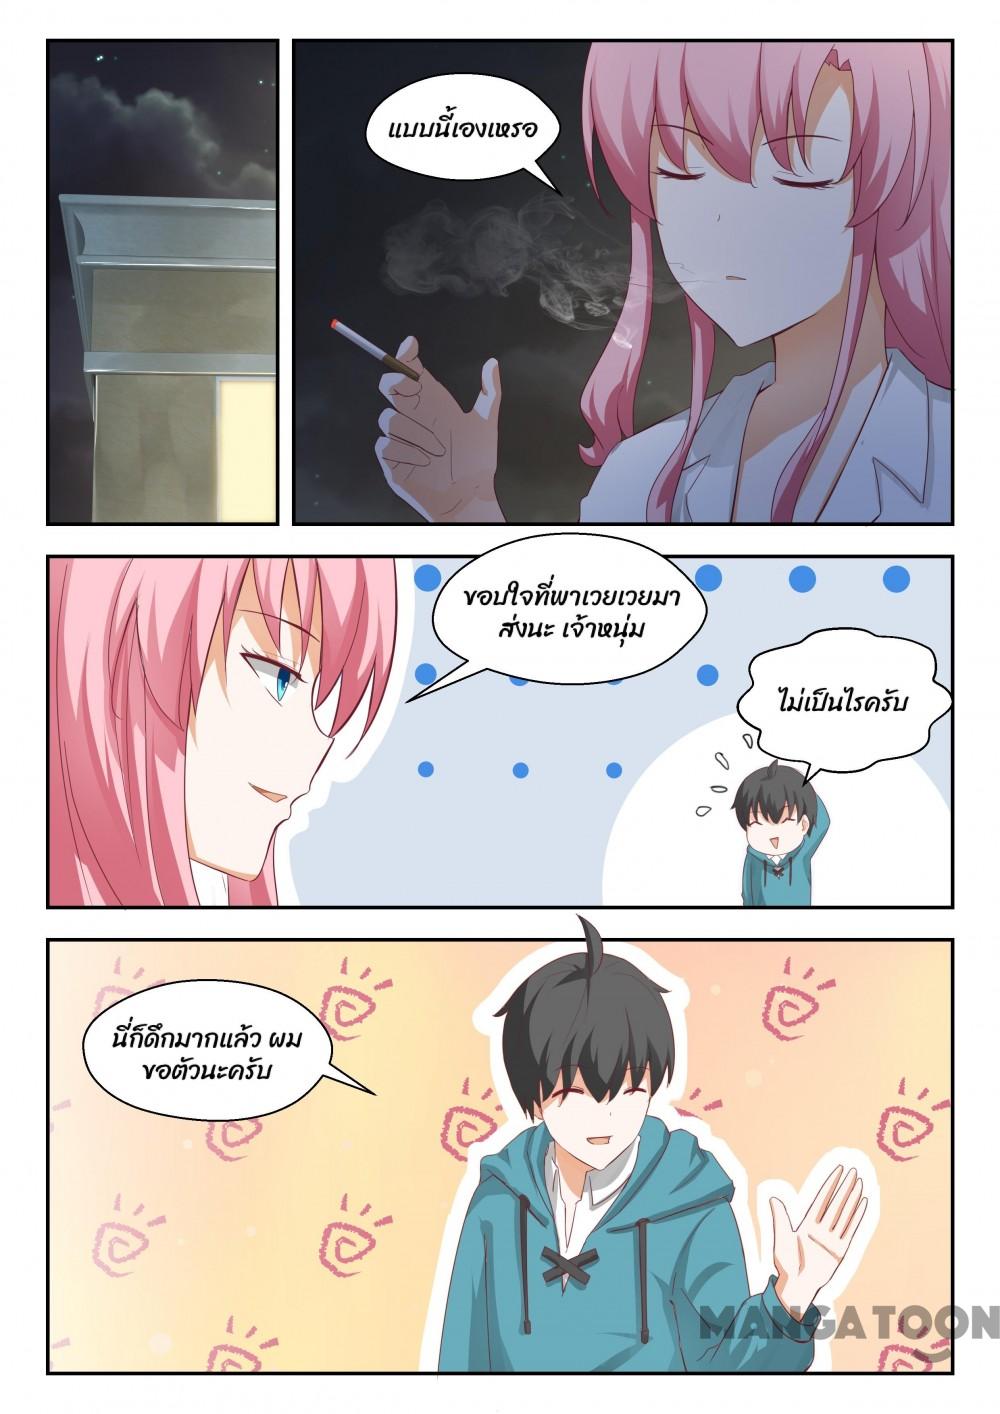 แบบนี้เองเหรอ
ขอบใจที่พาเวยเวยมา
ส่งนะ เจ้าหนุ่ม
ไม่เป็นไรครับ
นี่ก็ดึกมากแล้ว ผม
ขอตัวนะครับ
MANGATOON